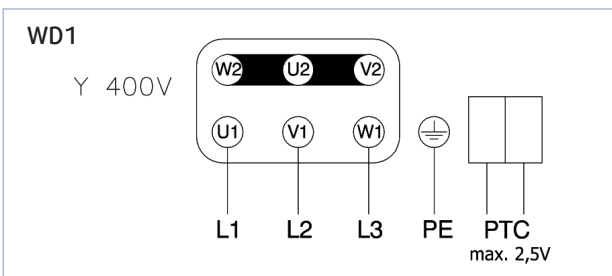 WD1
Y 400V
W2 U2 V2
U1 V1 W1
L1 L2 L3 PE PTC
max. 2,5V